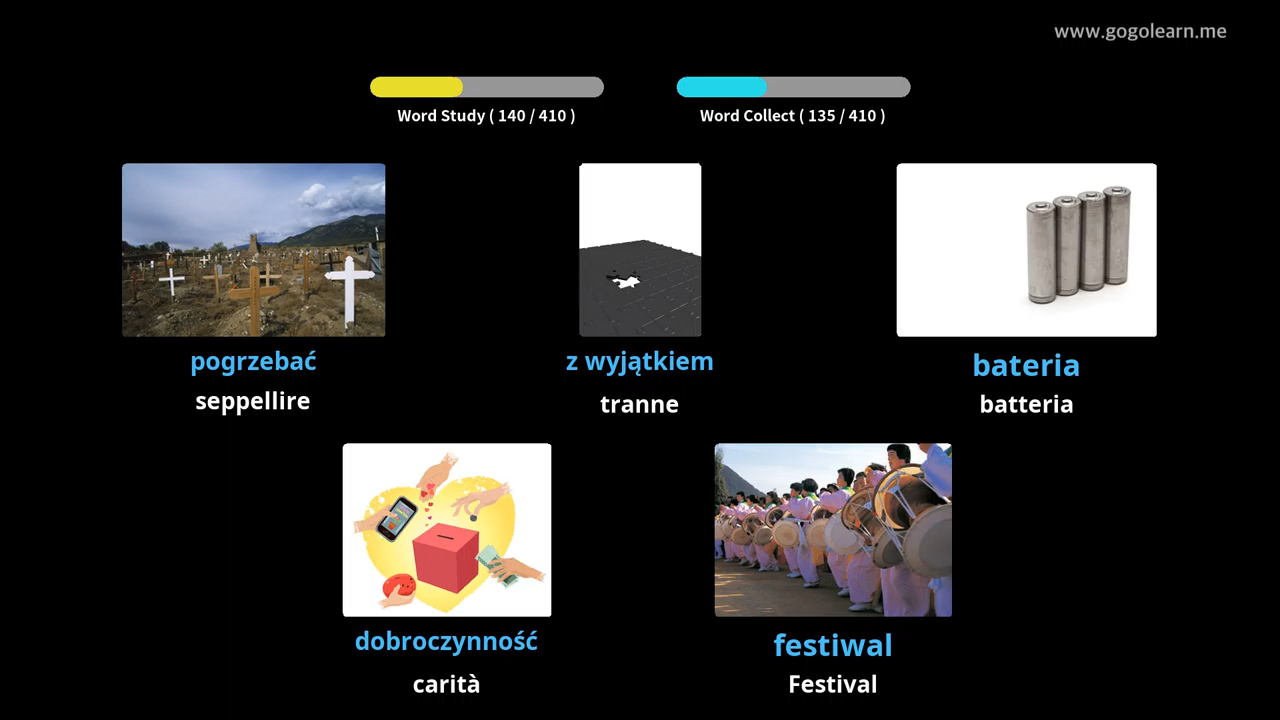 www.gogolearn.me
Word Study ( 140 / 410 )
Word Collect ( 135 / 410 )
pogrzebać
seppellire
z wyjątkiem
tranne
bateria
batteria
dobroczynność
carità
festiwal
Festival